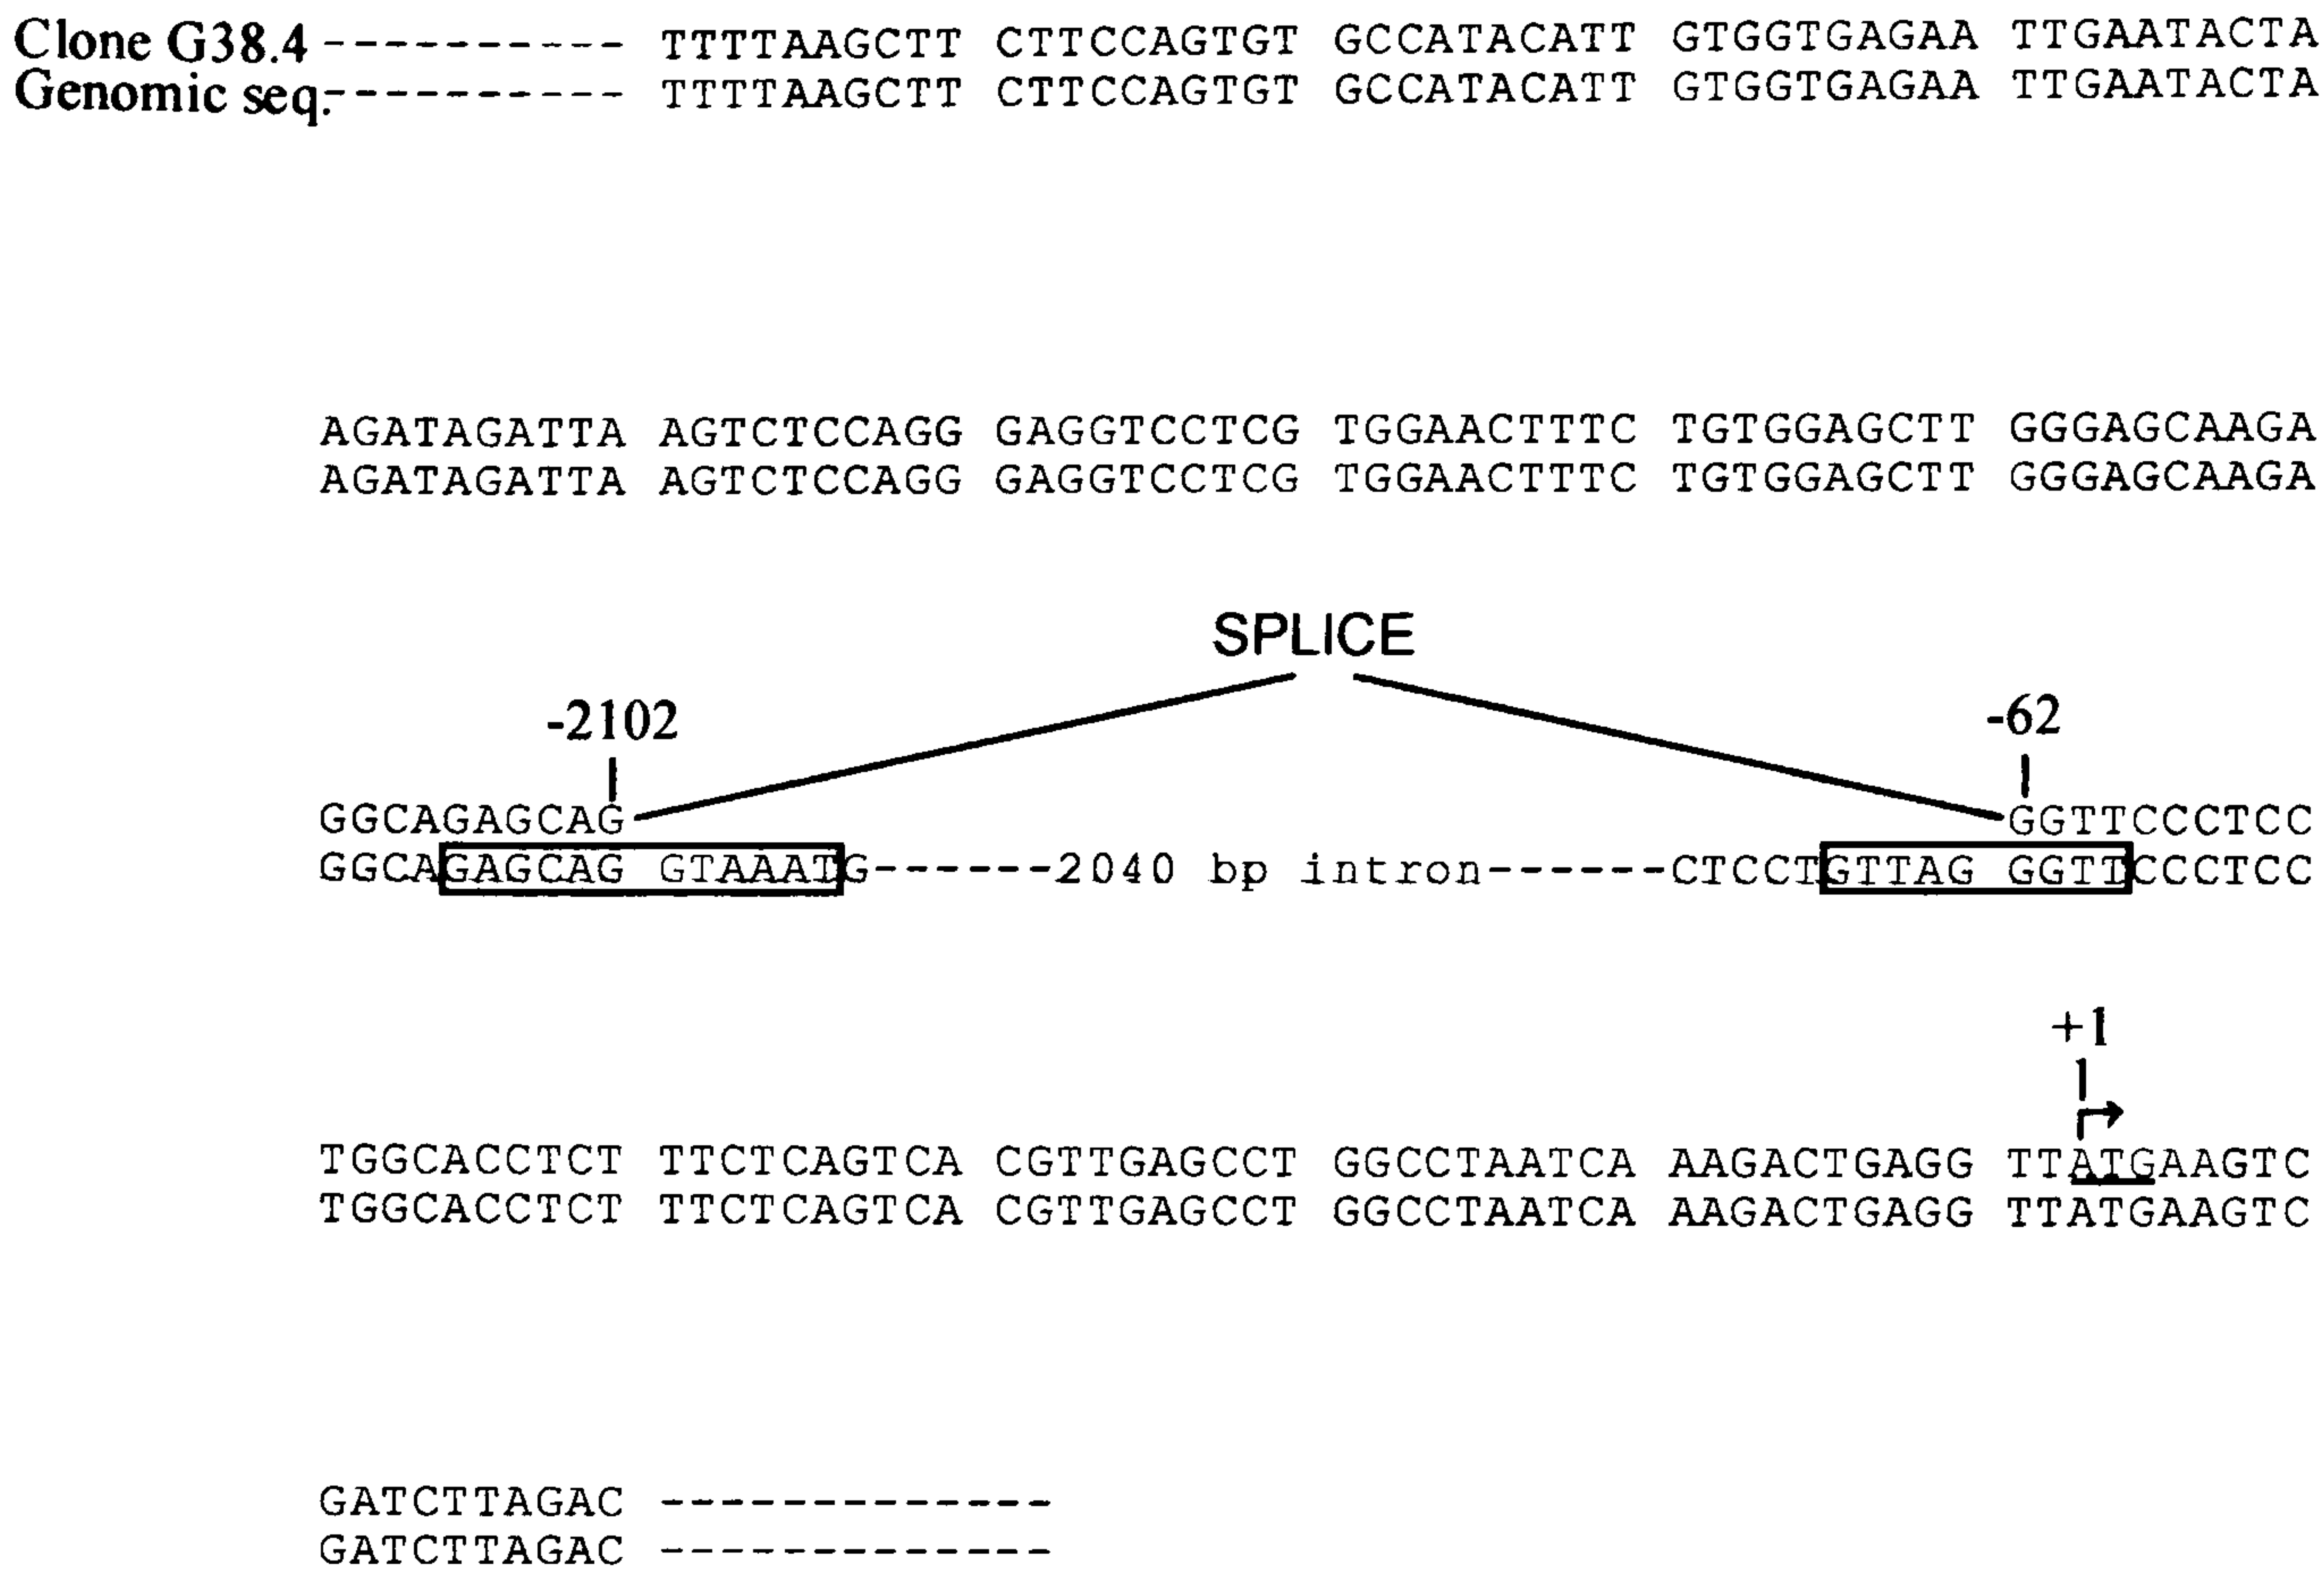 Clone G38.4 ---------- TTTTAAGCTT CTTCCAGTGT GCCATACATT GTGGTGAGAA TTGAATACTA
Genomic seq.---------- TTTTAAGCTT CTTCCAGTGT GCCATACATT GTGGTGAGAA TTGAATACTA
AGATAGATTA AGTCTCCAGG GAGGTCCTCG TGGAACTTTC TGTGGAGCTT GGGAGCAAGA
AGATAGATTA AGTCTCCAGG GAGGTCCTCG TGGAACTTTC TGTGGAGCTT GGGAGCAAGA
SPLICE
-2102 -62
GGCAGAGCAG GGTTCCCTCC
GGCAGAGCAG GTAAATG------2040 bp intron------CTCCTGTTAG GGTTCCCTCC
+1
TGGCACCTCT TTCTCAGTCA CGTTGAGCCT GGCCTAATCA AAGACTGAGG TTATGAAGTC
TGGCACCTCT TTCTCAGTCA CGTTGAGCCT GGCCTAATCA AAGACTGAGG TTATGAAGTC
GATCTTAGAC -------------
GATCTTAGAC -------------